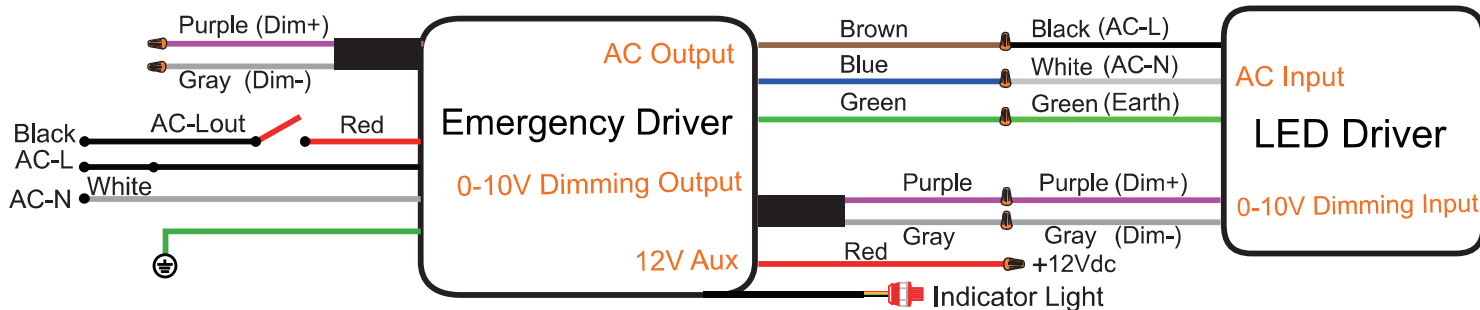 Purple (Dim+)
Gray (Dim-)
Black
AC-Lout
Red
AC-L
AC-N
White
AC Output
Emergency Driver
0-10V Dimming Output
12V Aux
Brown
Black (AC-L)
Blue
White (AC-N)
Green
Green (Earth)
Purple
Purple (Dim+)
Gray
Gray (Dim-)
Red
+12Vdc
Indicator Light
AC Input
LED Driver
0-10V Dimming Input